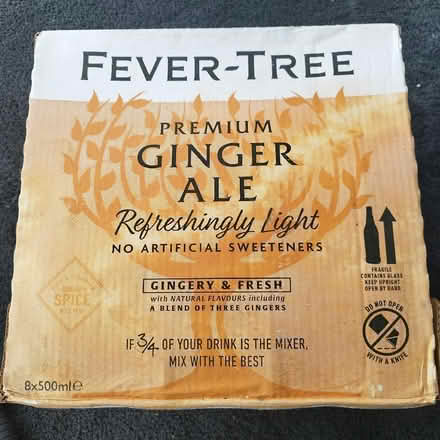 FEVER-TREE
PREMIUM
GINGER
ALE
Refreshingly Light
NO ARTIFICIAL SWEETENERS
GINGERY & FRESH
with NATURAL FLAVOURS including
A BLEND OF THREE GINGERS
IF 3/4 OF YOUR DRINK IS THE MIXER,
MIX WITH THE BEST
8x500ml℮
SPICE
FRAGILE
CONTAINS GLASS
KEEP UPRIGHT
OPEN BY HAND
DO NOT OPEN
WITH A KNIFE